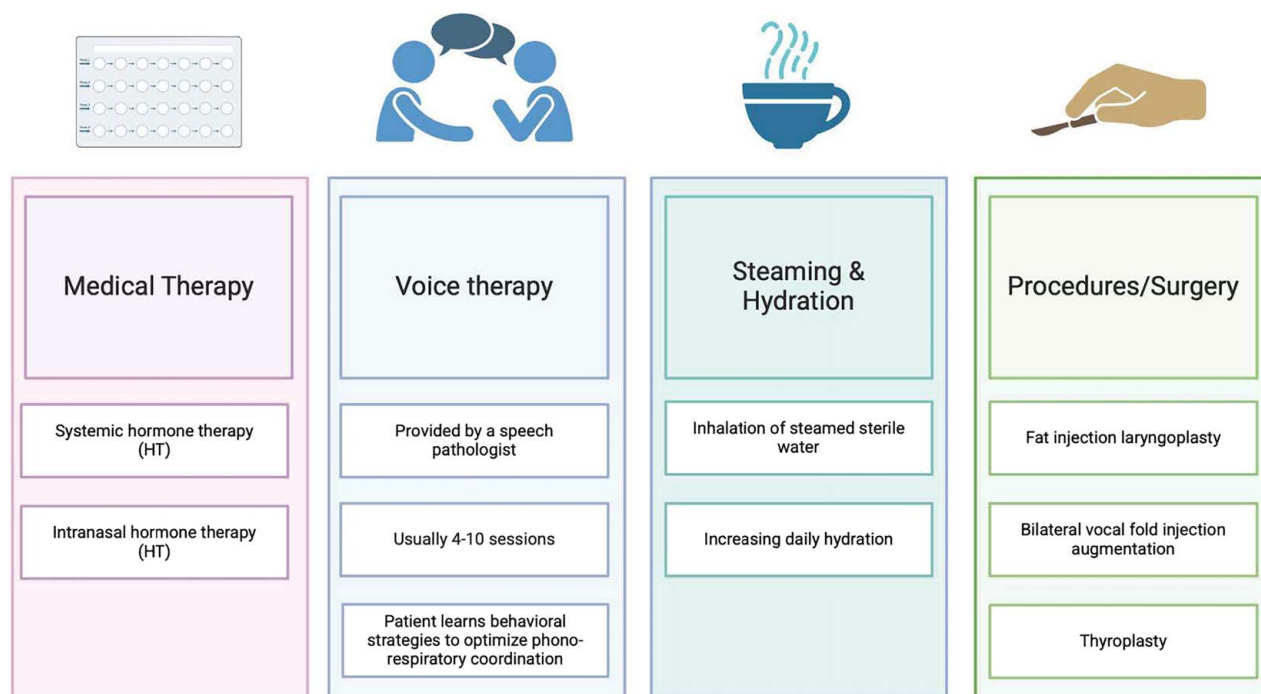 Medical Therapy
Systemic hormone therapy
(HT)
Intranasal hormone therapy
(HT)
Voice therapy
Provided by a speech
pathologist
Usually 4-10 sessions
Patient learns behavioral
strategies to optimize phono-
respiratory coordination
Steaming &
Hydration
Inhalation of steamed sterile
water
Increasing daily hydration
Procedures/Surgery
Fat injection laryngoplasty
Bilateral vocal fold injection
augmentation
Thyroplasty